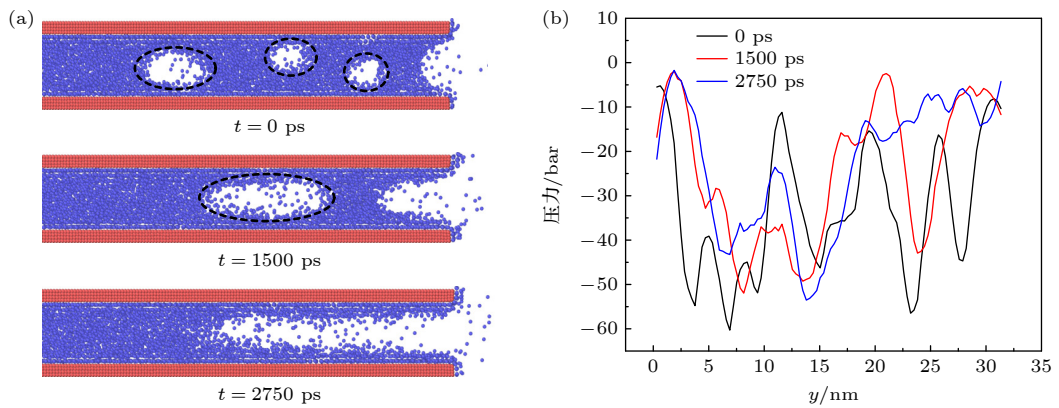 (a)
t = 0 ps
t = 1500 ps
t = 2750 ps
(b)
10
0
−10
−20
−30
−40
−50
−60
压力/bar
0 ps
1500 ps
2750 ps
0 5 10 15 20 25 30 35
y/nm